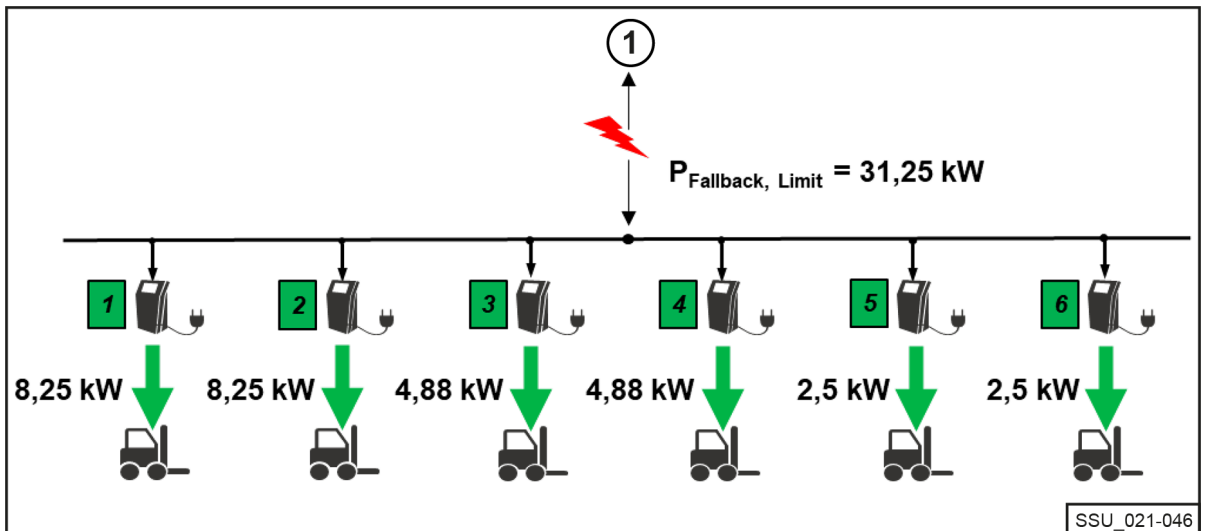 1
P Fallback, Limit = 31,25 kW
1 2 3 4 5 6
8,25 kW 8,25 kW 4,88 kW 4,88 kW 2,5 kW 2,5 kW
SSU_021-046